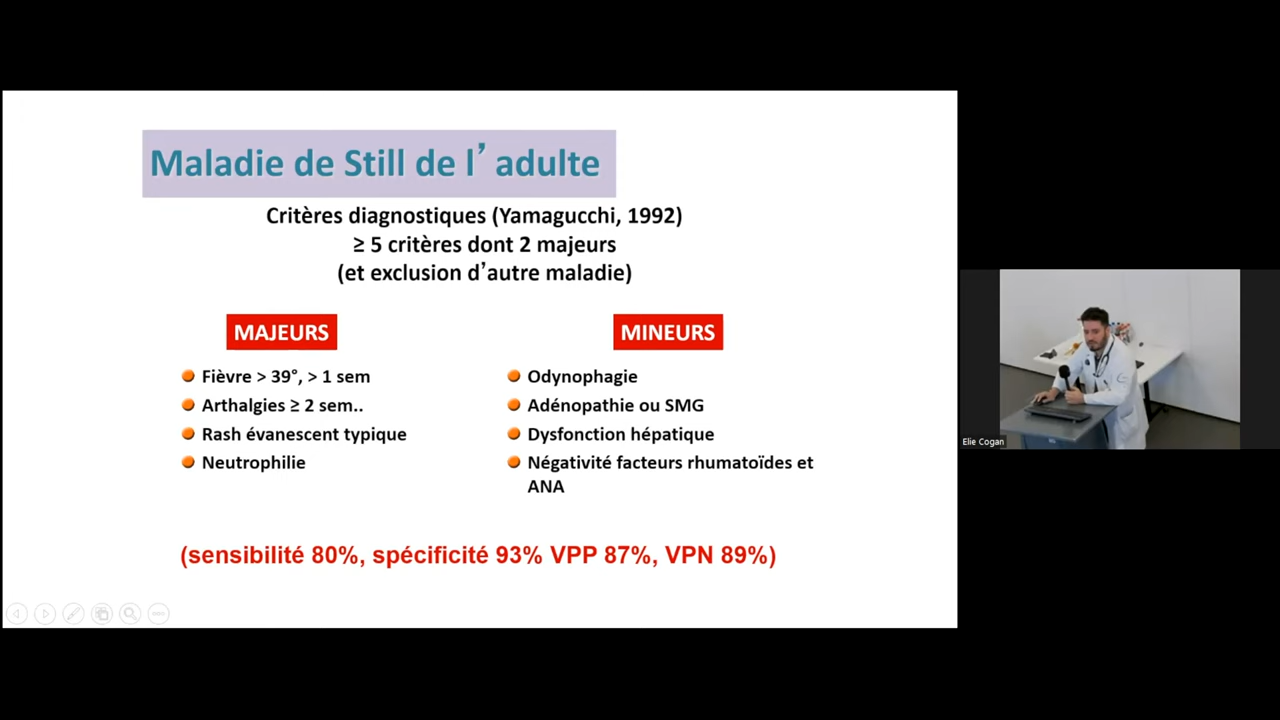 Maladie de Still de l’ adulte
Critères diagnostiques (Yamagucchi, 1992)
≥ 5 critères dont 2 majeurs
(et exclusion d’autre maladie)
MAJEURS
Fièvre > 39°, > 1 sem
Arthalgies ≥ 2 sem..
Rash évanescent typique
Neutrophilie
MINEURS
Odynophagie
Adénopathie ou SMG
Dysfonction hépatique
Négativité facteurs rhumatoïdes et
ANA
(sensibilité 80%, spécificité 93% VPP 87%, VPN 89%)
Elie Cogan